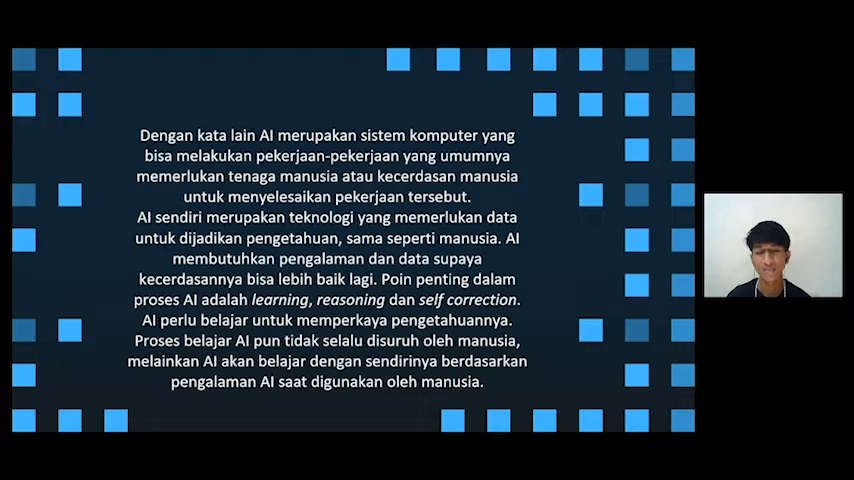 Dengan kata lain AI merupakan sistem komputer yang
bisa melakukan pekerjaan-pekerjaan yang umumnya
memerlukan tenaga manusia atau kecerdasan manusia
untuk menyelesaikan pekerjaan tersebut.
AI sendiri merupakan teknologi yang memerlukan data
untuk dijadikan pengetahuan, sama seperti manusia. AI
membutuhkan pengalaman dan data supaya
kecerdasannya bisa lebih baik lagi. Poin penting dalam
proses AI adalah learning, reasoning dan self correction.
AI perlu belajar untuk memperkaya pengetahuannya.
Proses belajar AI pun tidak selalu disuruh oleh manusia,
melainkan AI akan belajar dengan sendirinya berdasarkan
pengalaman AI saat digunakan oleh manusia.